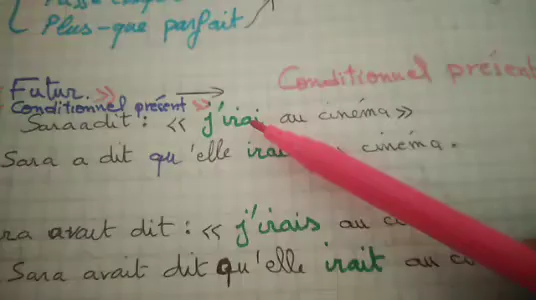 Plus-que parfait
Futur. » → Conditionnel présent
Conditionnel présent »
Sara a dit : « j'irai au cinéma »
Sara a dit qu'elle cinéma.
avait dit : « j'irais au
Sara avait dit qu'elle irait au